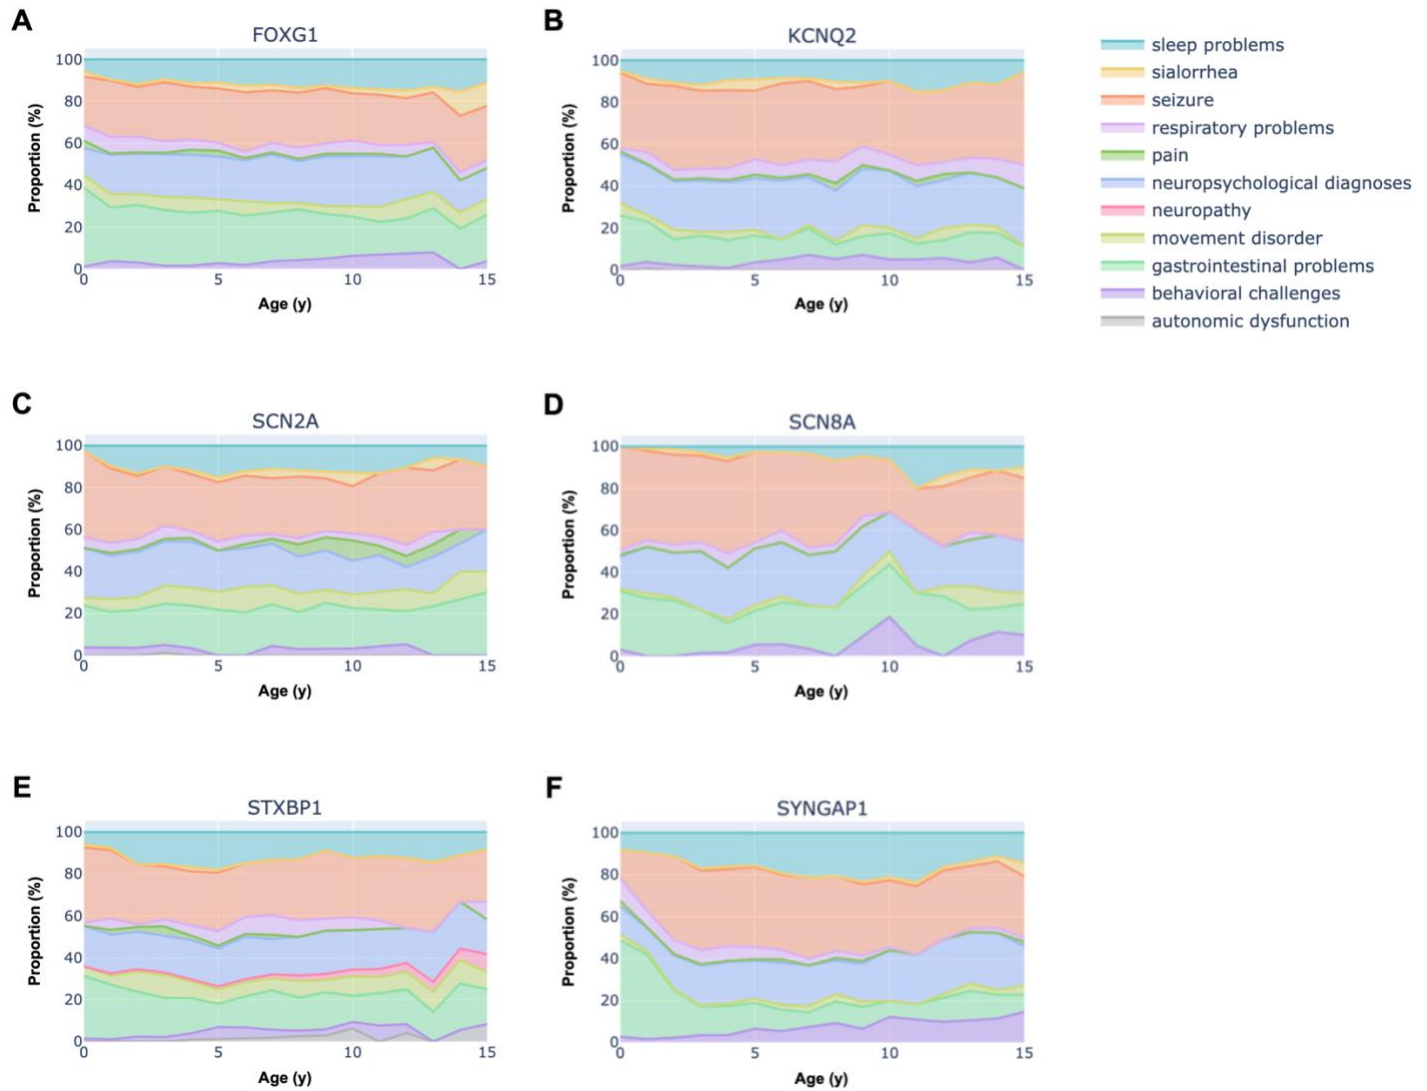 A
FOXG1
100
80
60
40
20
0
Proportion (%)
0 5 10 15
Age (y)
B
KCNQ2
100
80
60
40
20
0
Proportion (%)
0 5 10 15
Age (y)
sleep problems
sialorrhea
seizure
respiratory problems
pain
neuropsychological diagnoses
neuropathy
movement disorder
gastrointestinal problems
behavioral challenges
autonomic dysfunction
C
SCN2A
100
80
60
40
20
0
Proportion (%)
0 5 10 15
Age (y)
D
SCN8A
100
80
60
40
20
0
Proportion (%)
0 5 10 15
Age (y)
E
STXBP1
100
80
60
40
20
0
Proportion (%)
0 5 10 15
Age (y)
F
SYNGAP1
100
80
60
40
20
0
Proportion (%)
0 5 10 15
Age (y)